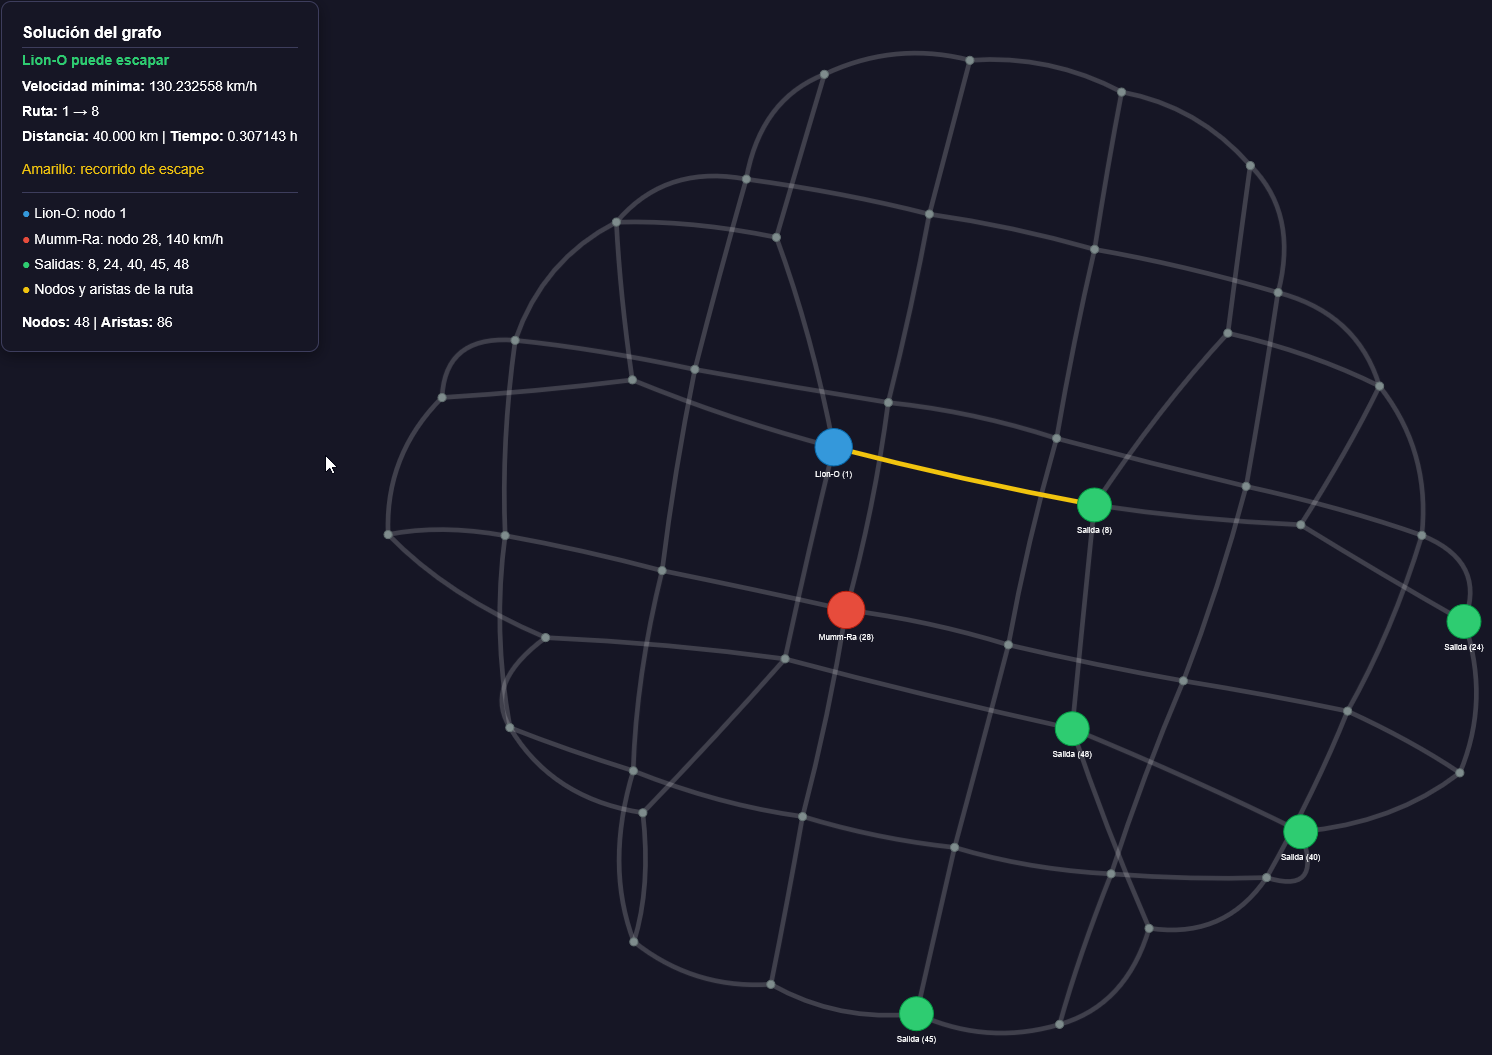 Solución del grafo
Lion-O puede escapar
Velocidad mínima: 130.232558 km/h
Ruta: 1 → 8
Distancia: 40.000 km | Tiempo: 0.307143 h
Amarillo: recorrido de escape
● Lion-O: nodo 1
● Mumm-Ra: nodo 28, 140 km/h
● Salidas: 8, 24, 40, 45, 48
● Nodos y aristas de la ruta
Nodos: 48 | Aristas: 86
Lion-O (1)
Salida (8)
Mumm-Ra (28)
Salida (24)
Salida (48)
Salida (40)
Salida (45)